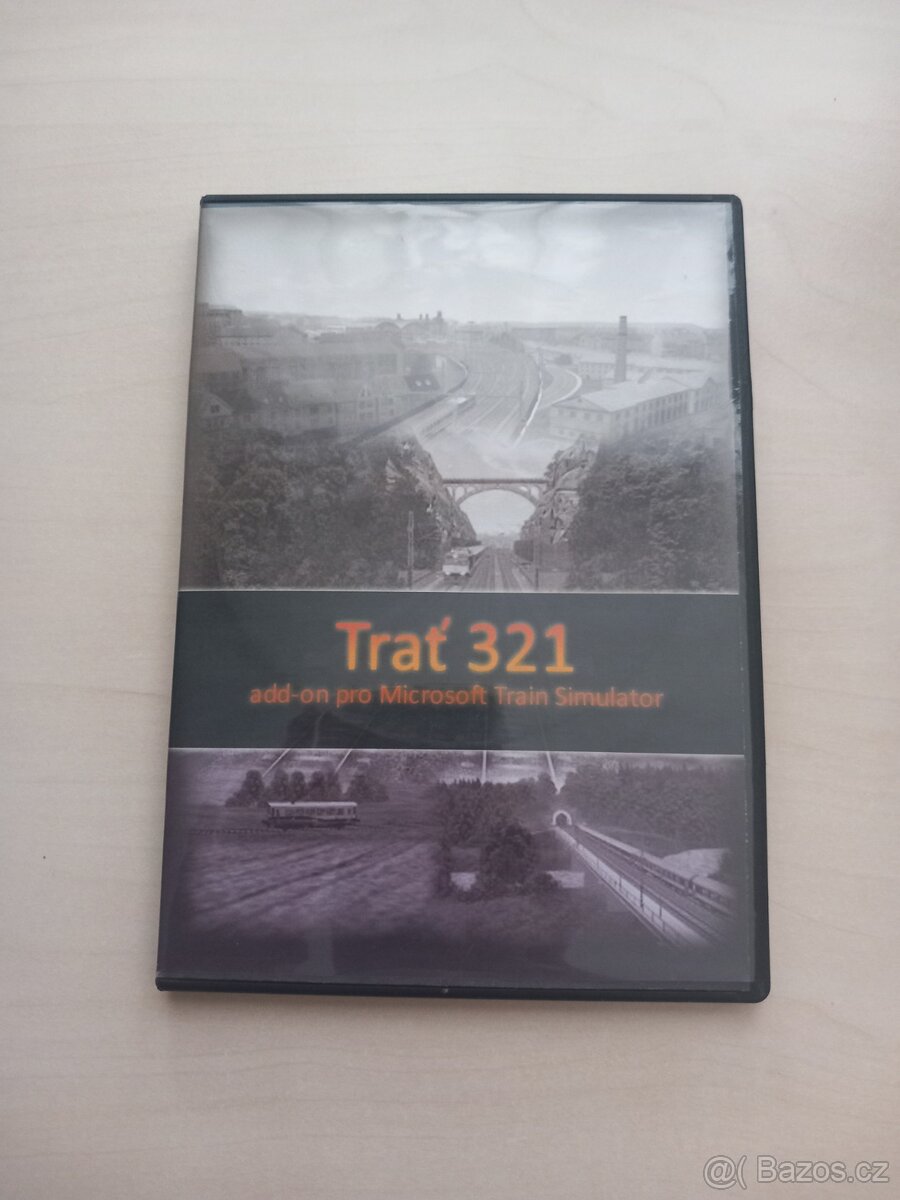 Trať 321
add-on pro Microsoft Train Simulator
@( Bazos.cz